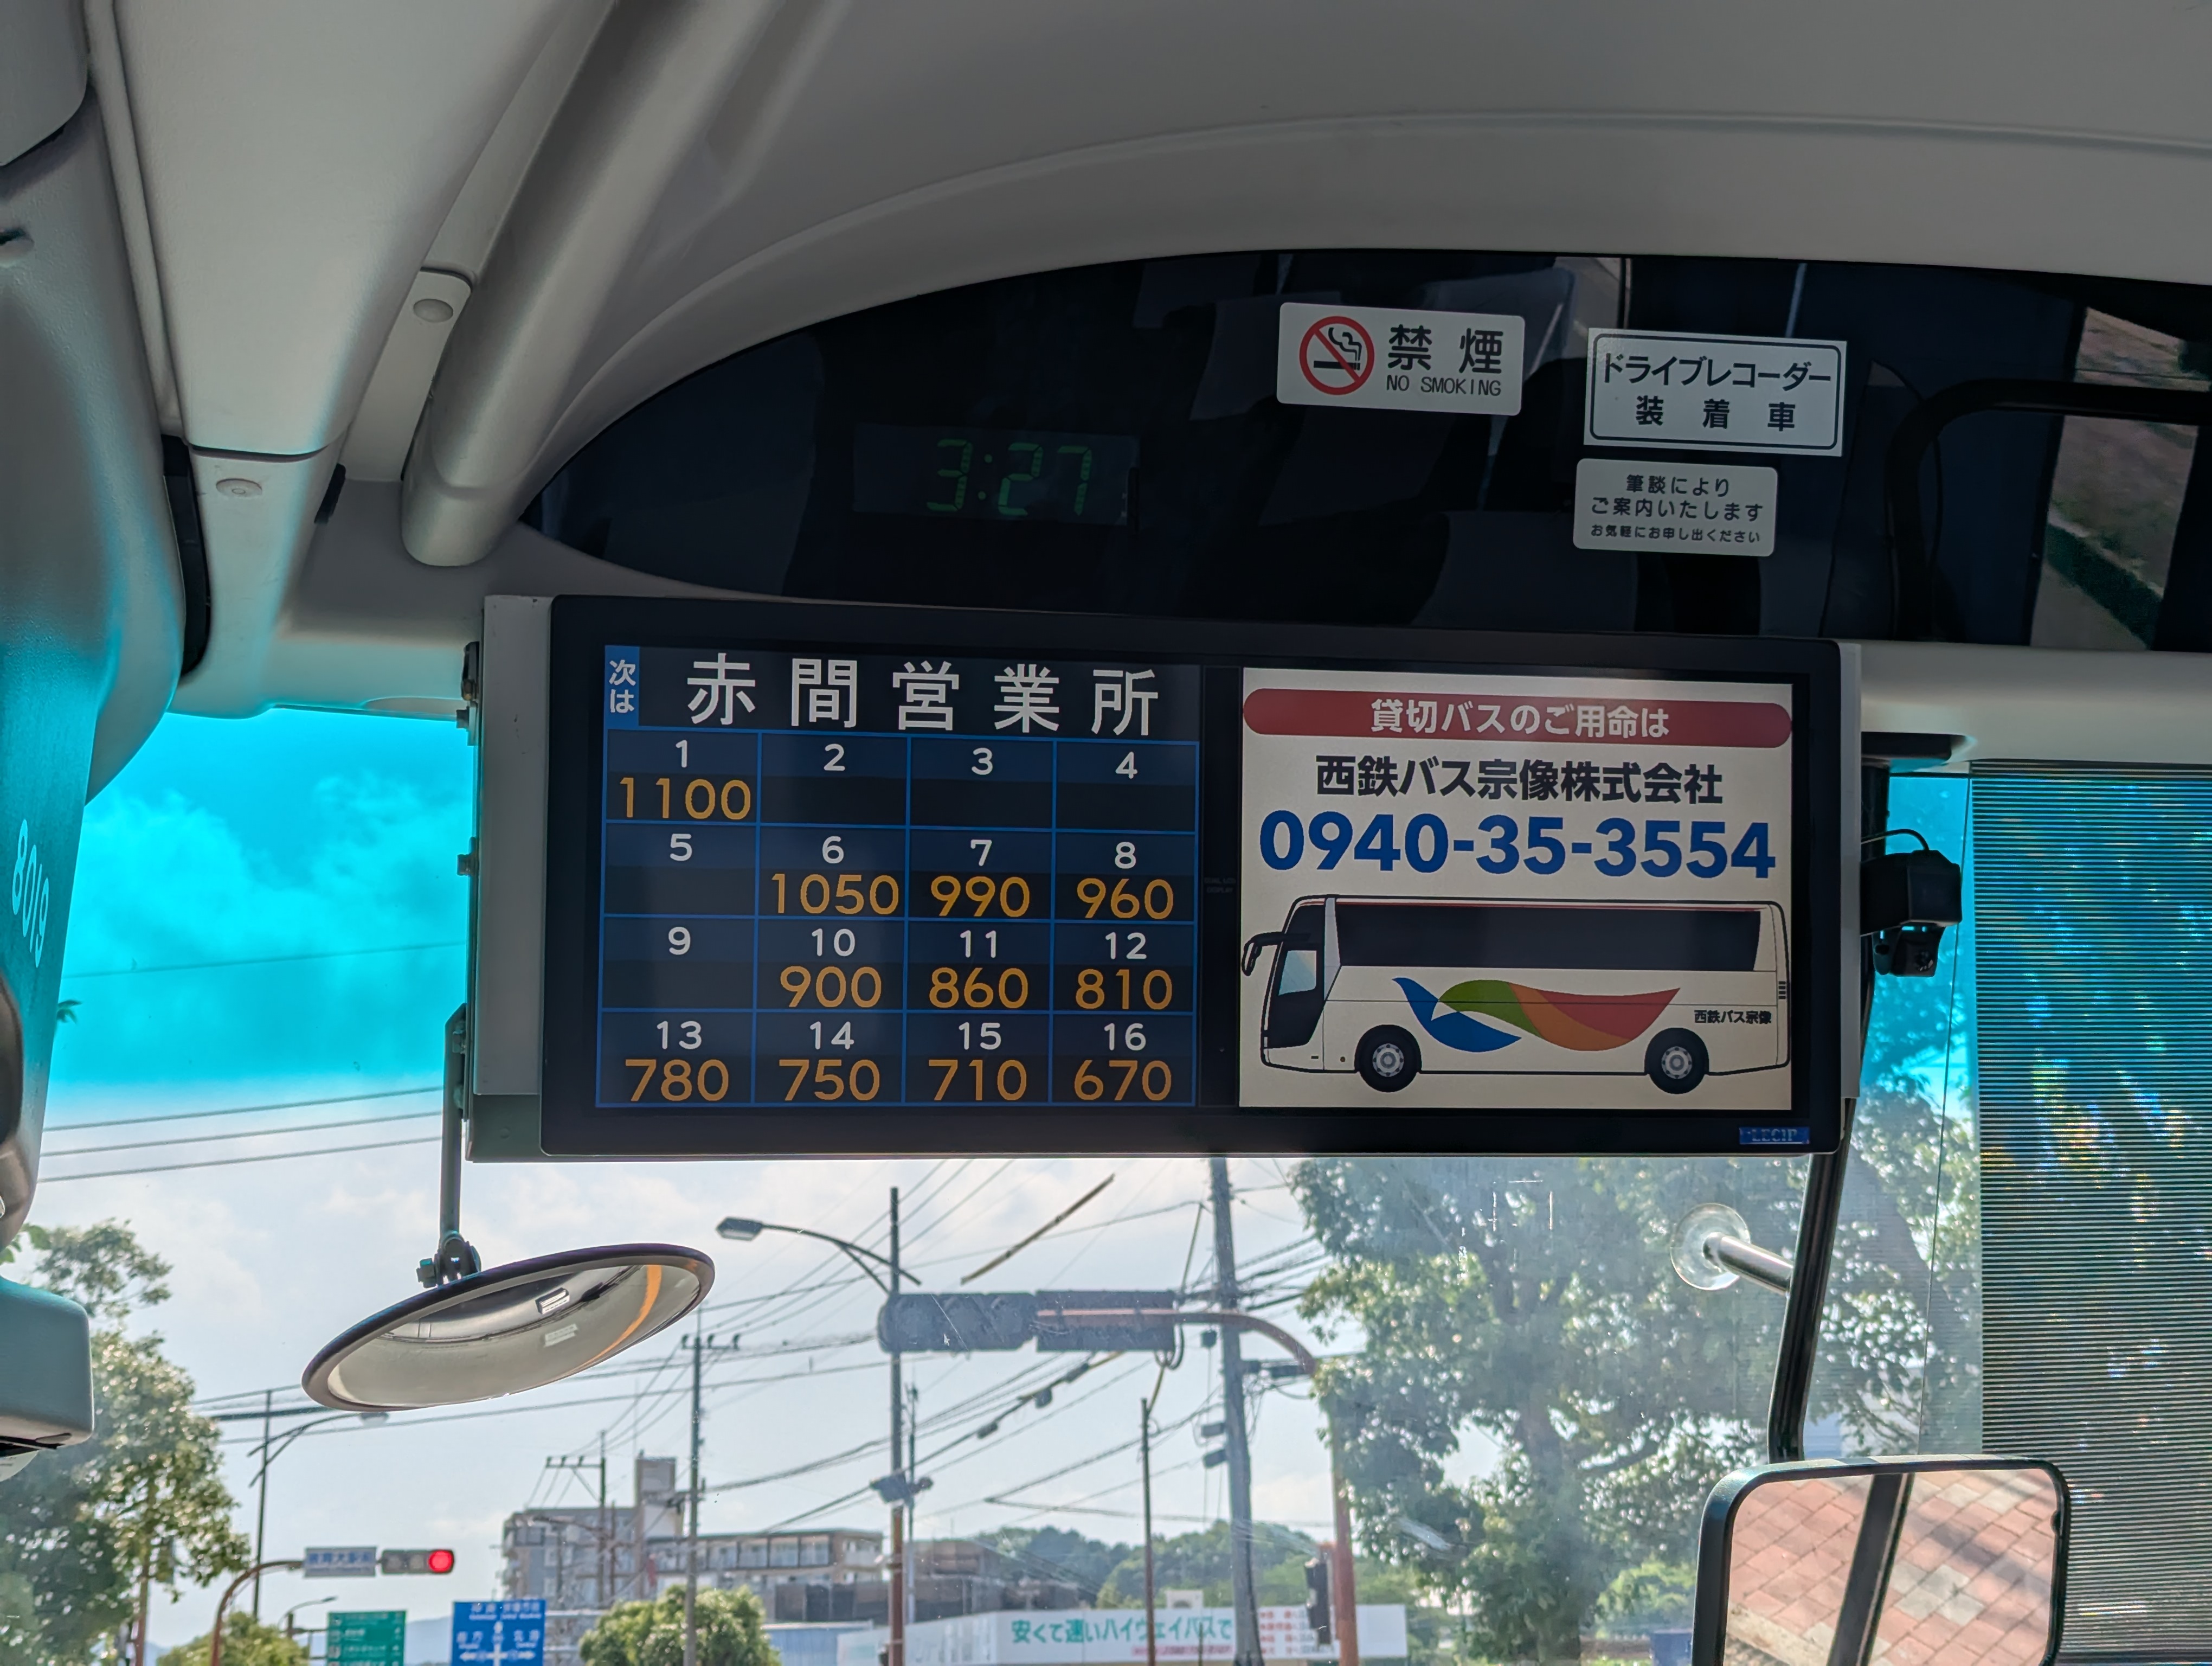 禁煙
NO SMOKING
ドライブレコーダー
装着車
筆談により
ご案内いたします
お気軽にお申し出ください
3:27
次は
赤間営業所
1 2 3 4
1100
5 6 7 8
1050 990 960
9 10 11 12
900 860 810
13 14 15 16
780 750 710 670
貸切バスのご用命は
西鉄バス宗像株式会社
0940-35-3554
西鉄バス宗像
LECIP
8019
安くて速いハイウェイバスで